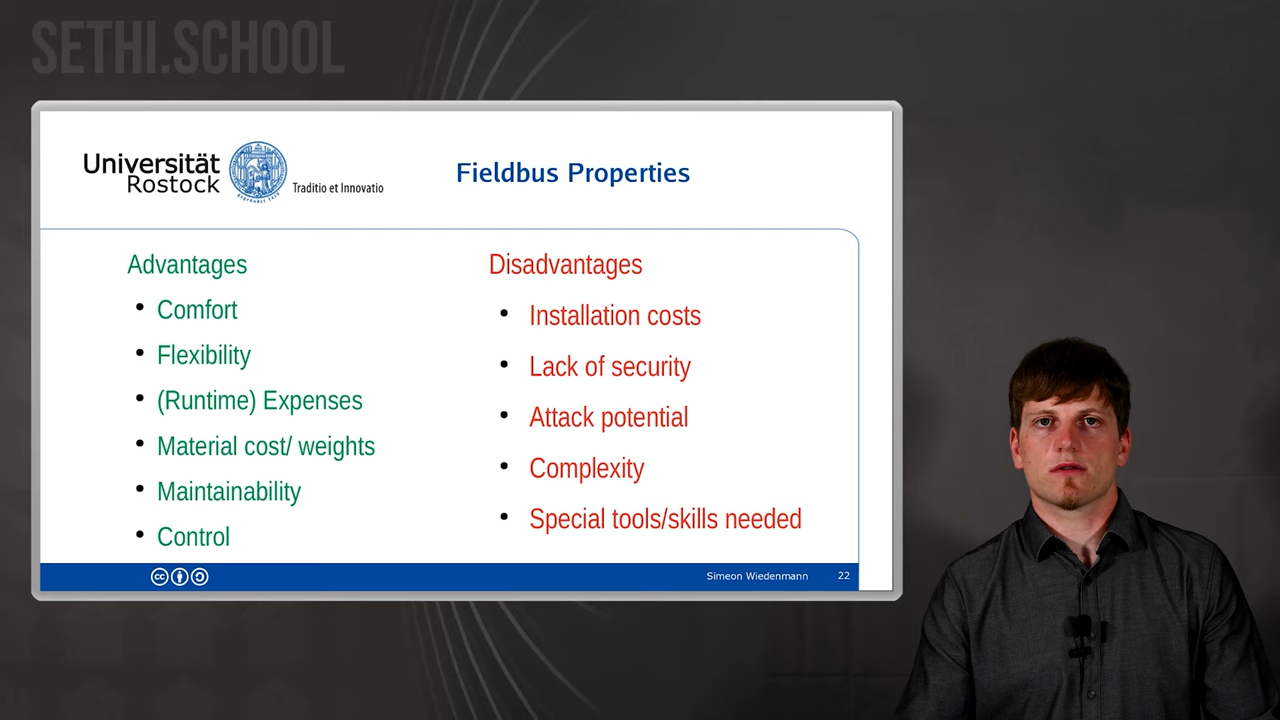 SETHI.SCHOOL
Universität
Rostock
Traditio et Innovatio
Fieldbus Properties
Advantages
• Comfort
• Flexibility
• (Runtime) Expenses
• Material cost/ weights
• Maintainability
• Control
Disadvantages
• Installation costs
• Lack of security
• Attack potential
• Complexity
• Special tools/skills needed
cc
Simeon Wiedenmann 22